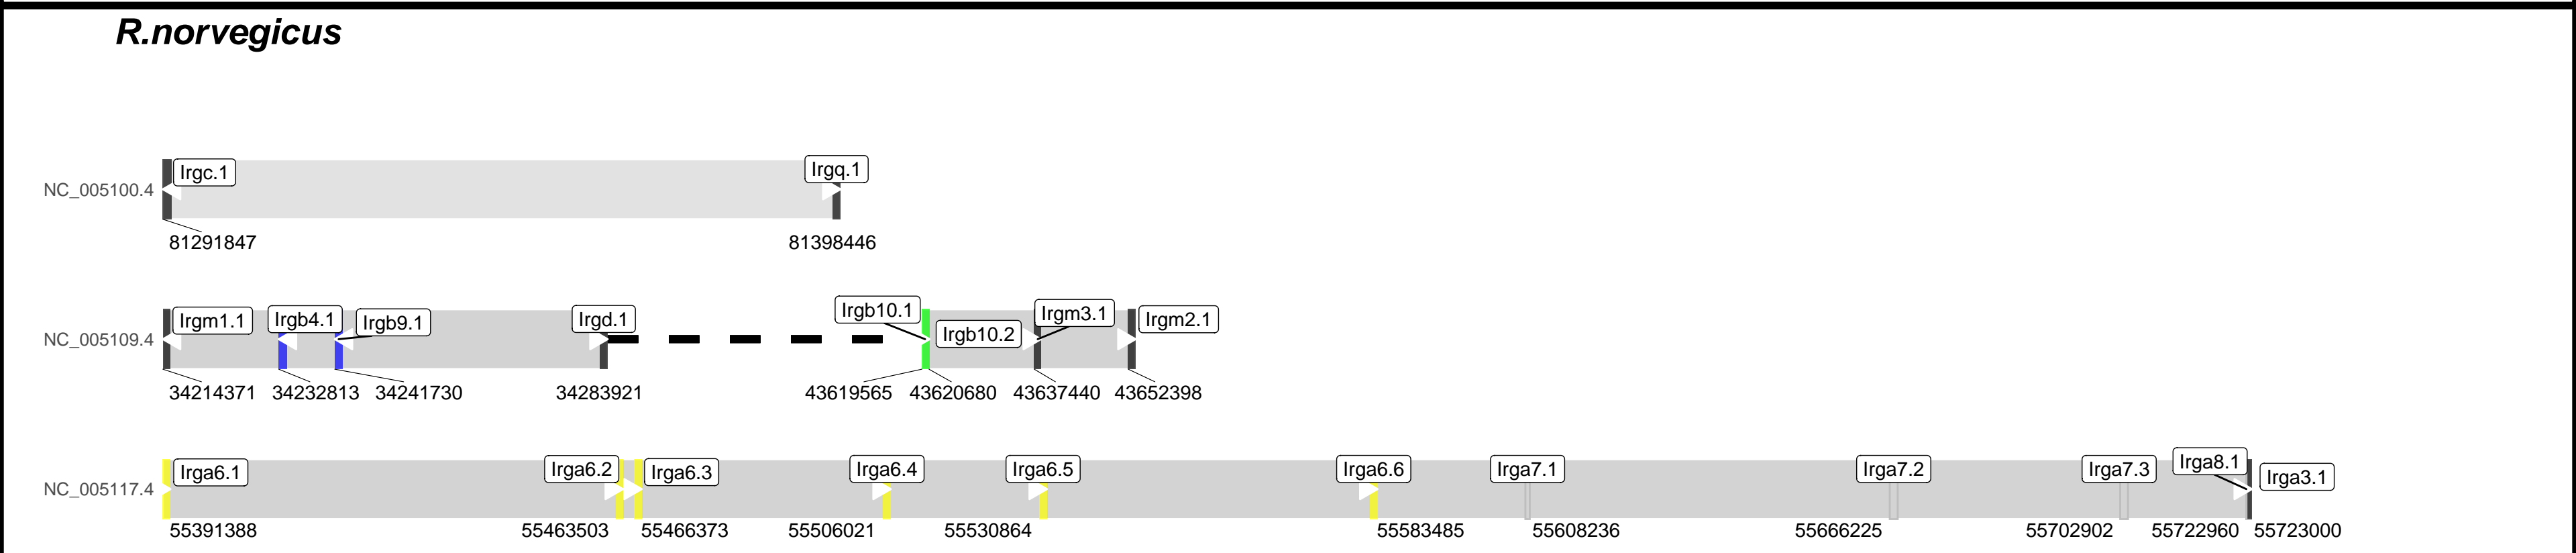 R.norvegicus
Irgc.1 Irgq.1
NC_005100.4
81291847 81398446
Irgm1.1 Irgb4.1 Irgb9.1 Irgd.1 Irgb10.1 Irgb10.2 Irgm3.1 Irgm2.1
NC_005109.4
34214371 34232813 34241730 34283921 43619565 43620680 43637440 43652398
Irga6.1 Irga6.2 Irga6.3 Irga6.4 Irga6.5 Irga6.6 Irga7.1 Irga7.2 Irga7.3 Irga8.1 Irga3.1
NC_005117.4
55391388 55463503 55466373 55506021 55530864 55583485 55608236 55666225 55702902 55722960 55723000